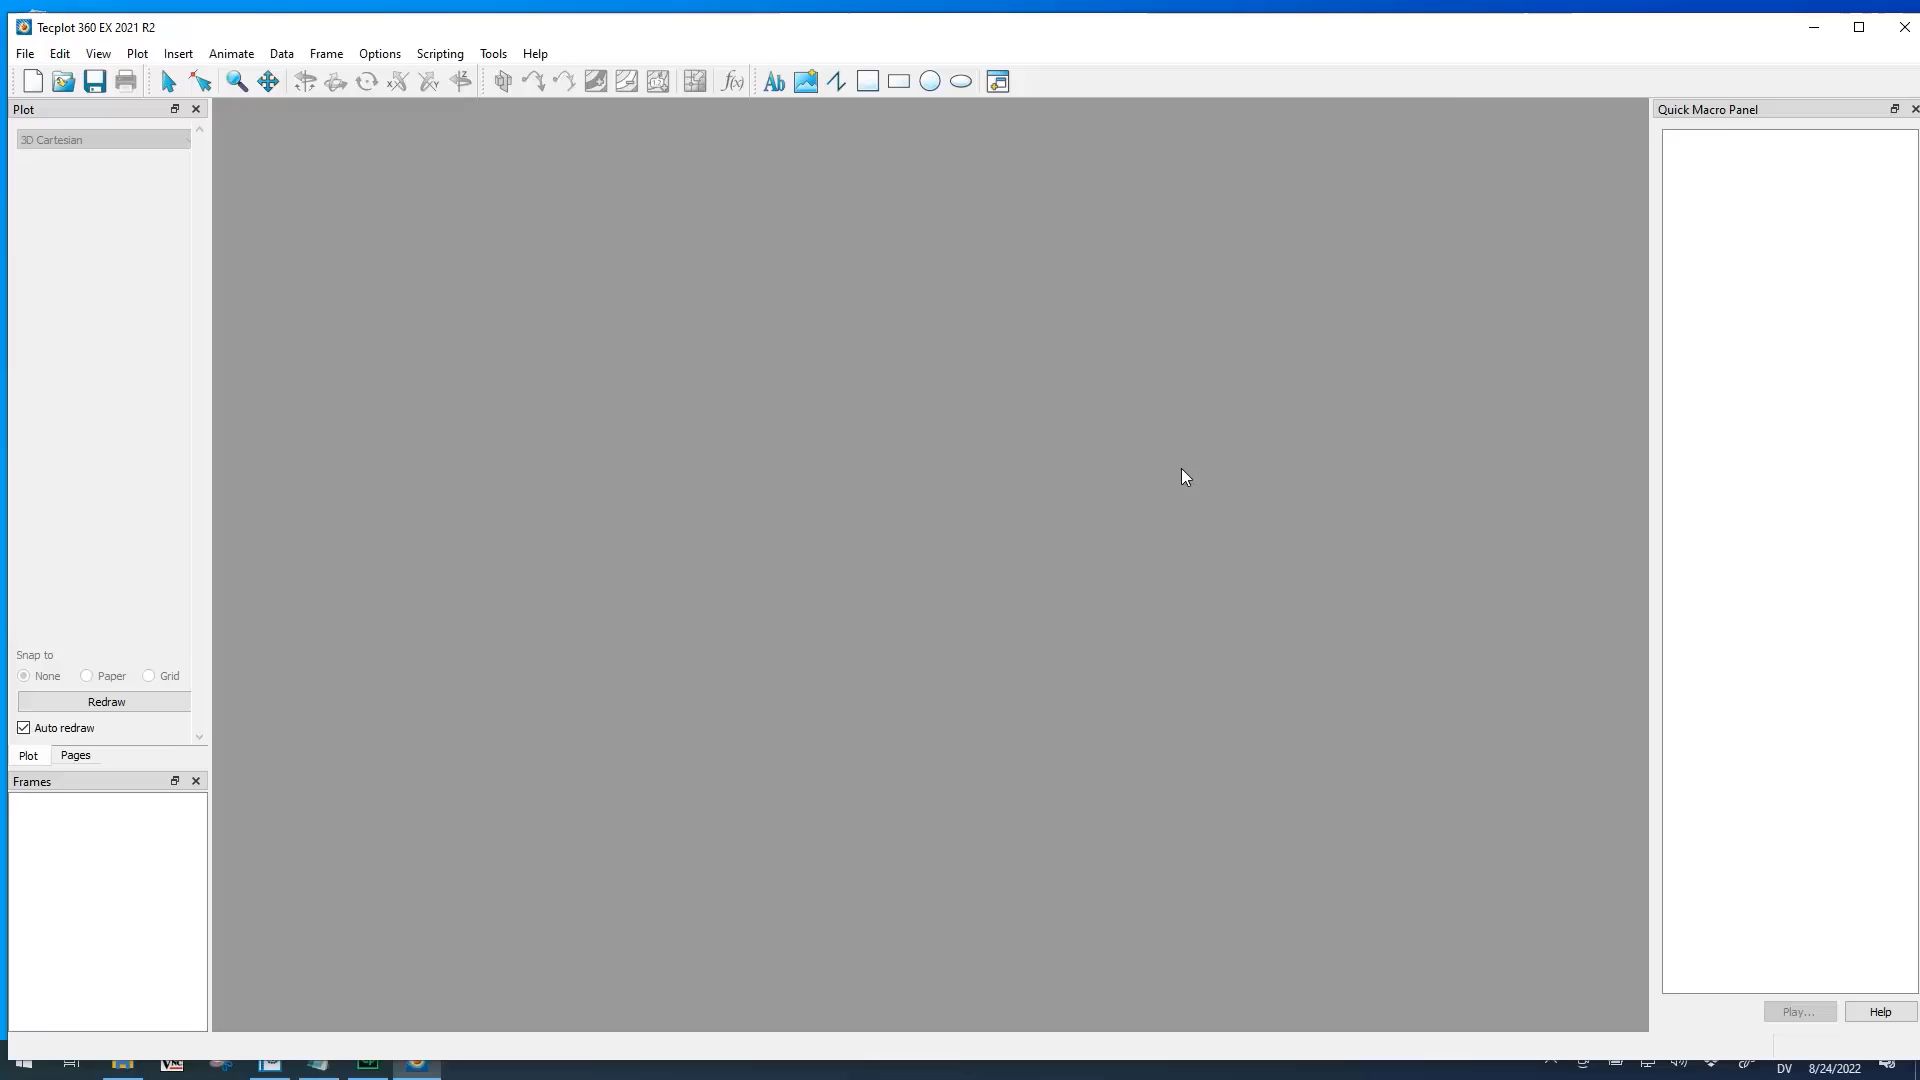 Tecplot 360 EX 2021 R2
File Edit View Plot Insert Animate Data Frame Options Scripting Tools Help
Ab f(x)
Plot
Quick Macro Panel
3D Cartesian
Snap to
None Paper Grid
Redraw
Auto redraw
Plot Pages
Frames
Play... Help
DV 8/24/2022